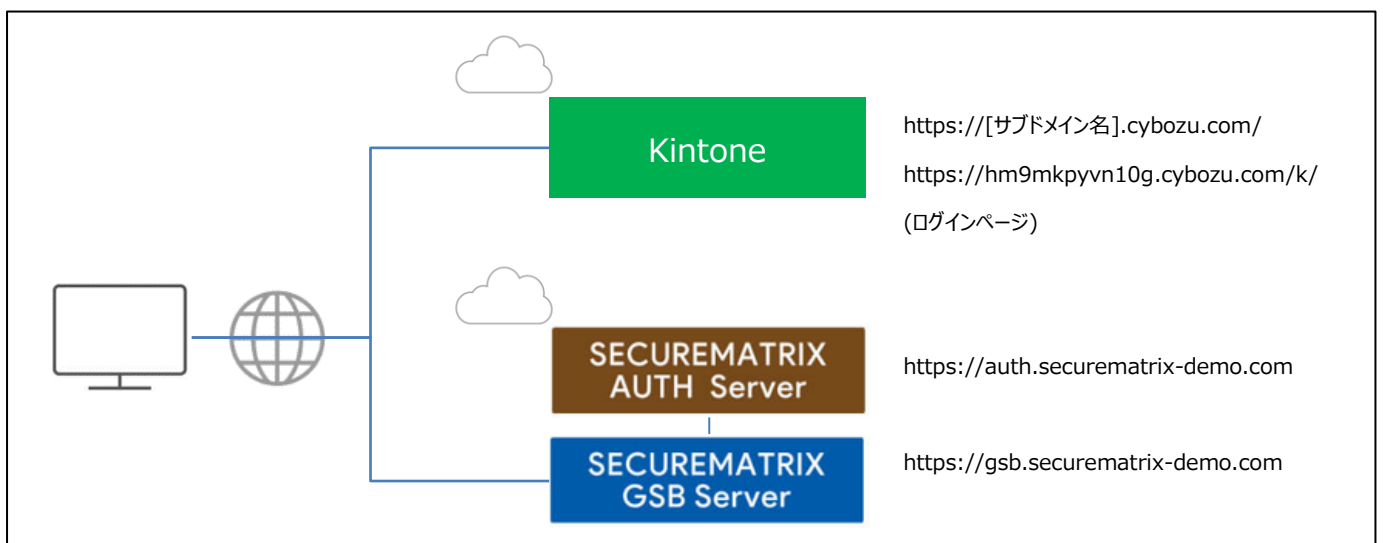 Kintone
https://[サブドメイン名].cybozu.com/
https://hm9mkpyvn10g.cybozu.com/k/
(ログインページ)
SECUREMATRIX
AUTH Server
https://auth.securematrix-demo.com
SECUREMATRIX
GSB Server
https://gsb.securematrix-demo.com